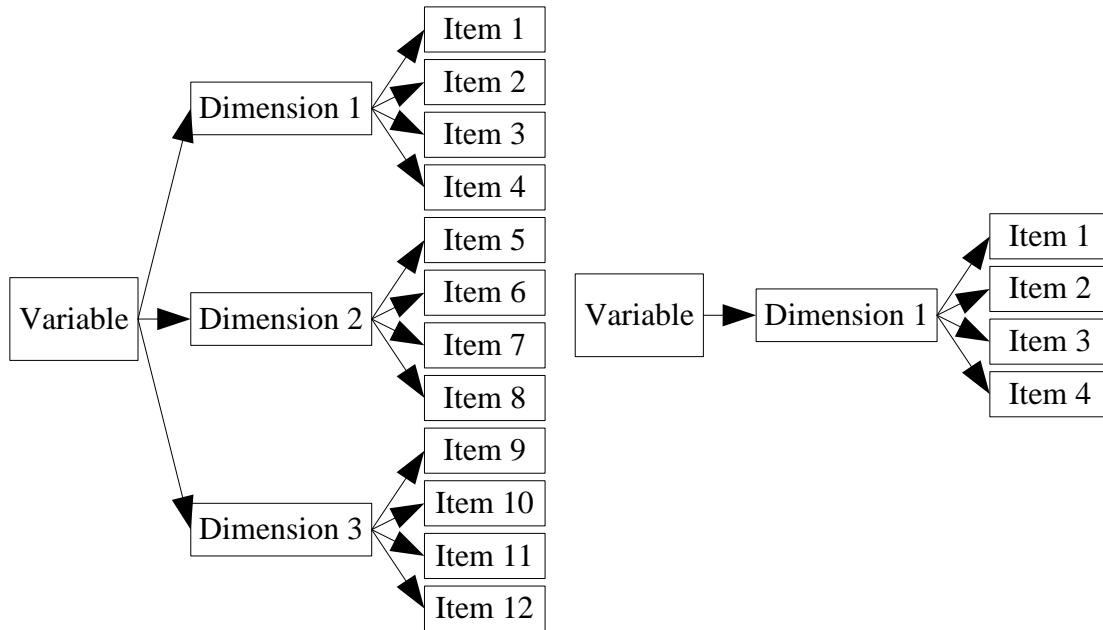 Variable
Dimension 1
Item 1
Item 2
Item 3
Item 4
Dimension 2
Item 5
Item 6
Item 7
Item 8
Dimension 3
Item 9
Item 10
Item 11
Item 12
Variable
Dimension 1
Item 1
Item 2
Item 3
Item 4